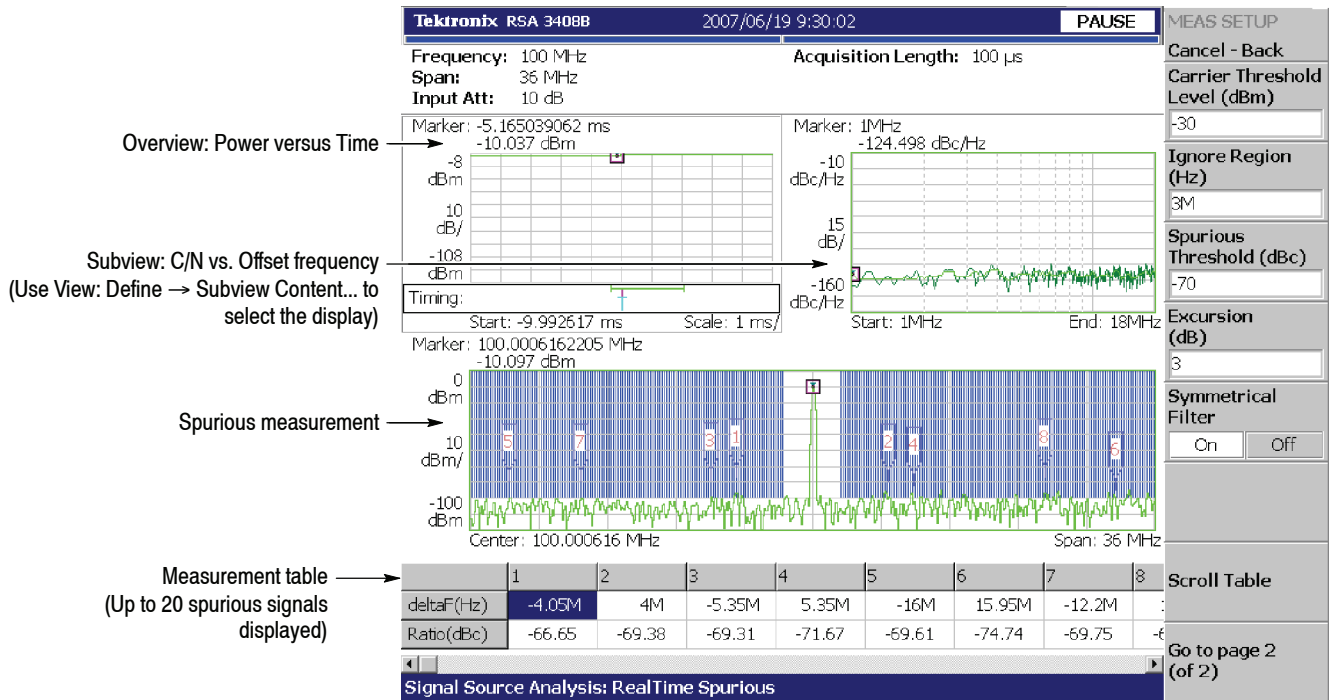 Tektronix RSA 3408B 2007/06/19 9:30:02 PAUSE
Frequency: 100 MHz
Span: 36 MHz
Input Att: 10 dB
Acquisition Length: 100 µs
Overview: Power versus Time
Marker: -5.165039062 ms
-10.037 dBm
-8
dBm
10
dB/
-108
dBm
Timing:
Start: -9.992617 ms Scale: 1 ms/
Subview: C/N vs. Offset frequency
(Use View: Define → Subview Content... to
select the display)
Marker: 1MHz
-124.498 dBc/Hz
-10
dBc/Hz
15
dB/
-160
dBc/Hz
Start: 1MHz End: 18MHz
Spurious measurement
Marker: 100.0006162205 MHz
-10.097 dBm
0
dBm
10
dBm/
-100
dBm
5 7 3 1 2 4 8 6
Center: 100.000616 MHz Span: 36 MHz
Measurement table
(Up to 20 spurious signals
displayed)
1 2 3 4 5 6 7 8
deltaF(Hz) -4.05M 4M -5.35M 5.35M -16M 15.95M -12.2M
Ratio(dBc) -66.65 -69.38 -69.31 -71.67 -69.61 -74.74 -69.75
Signal Source Analysis: RealTime Spurious
MEAS SETUP
Cancel - Back
Carrier Threshold
Level (dBm)
-30
Ignore Region
(Hz)
3M
Spurious
Threshold (dBc)
-70
Excursion
(dB)
3
Symmetrical
Filter
On Off
Scroll Table
Go to page 2
(of 2)